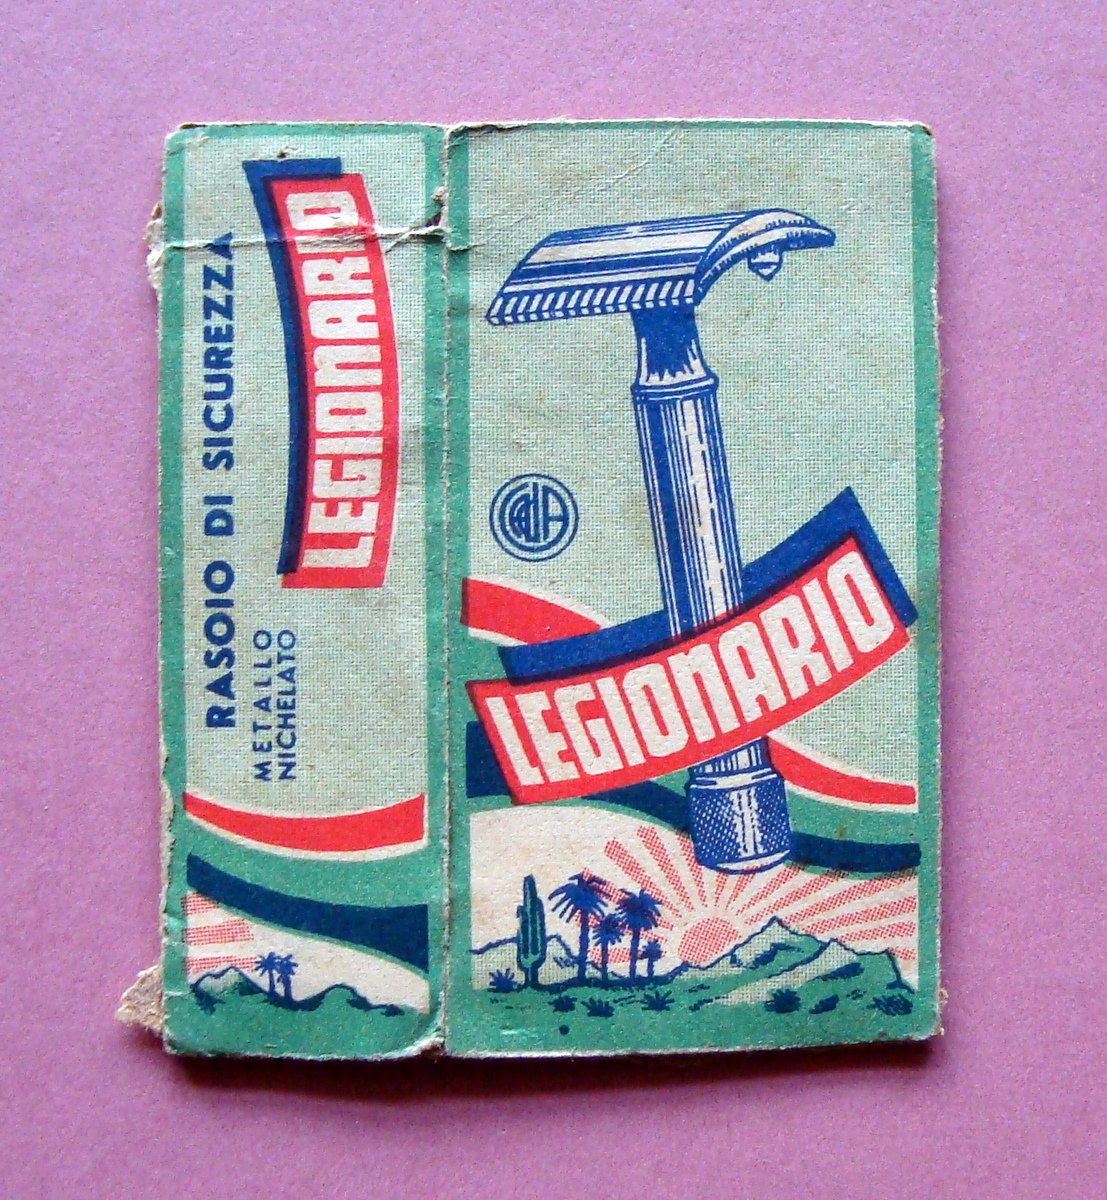 LEGIONARIO
RASOIO DI SICUREZZA
METALLO
NICHELATO
LEGIONARIO